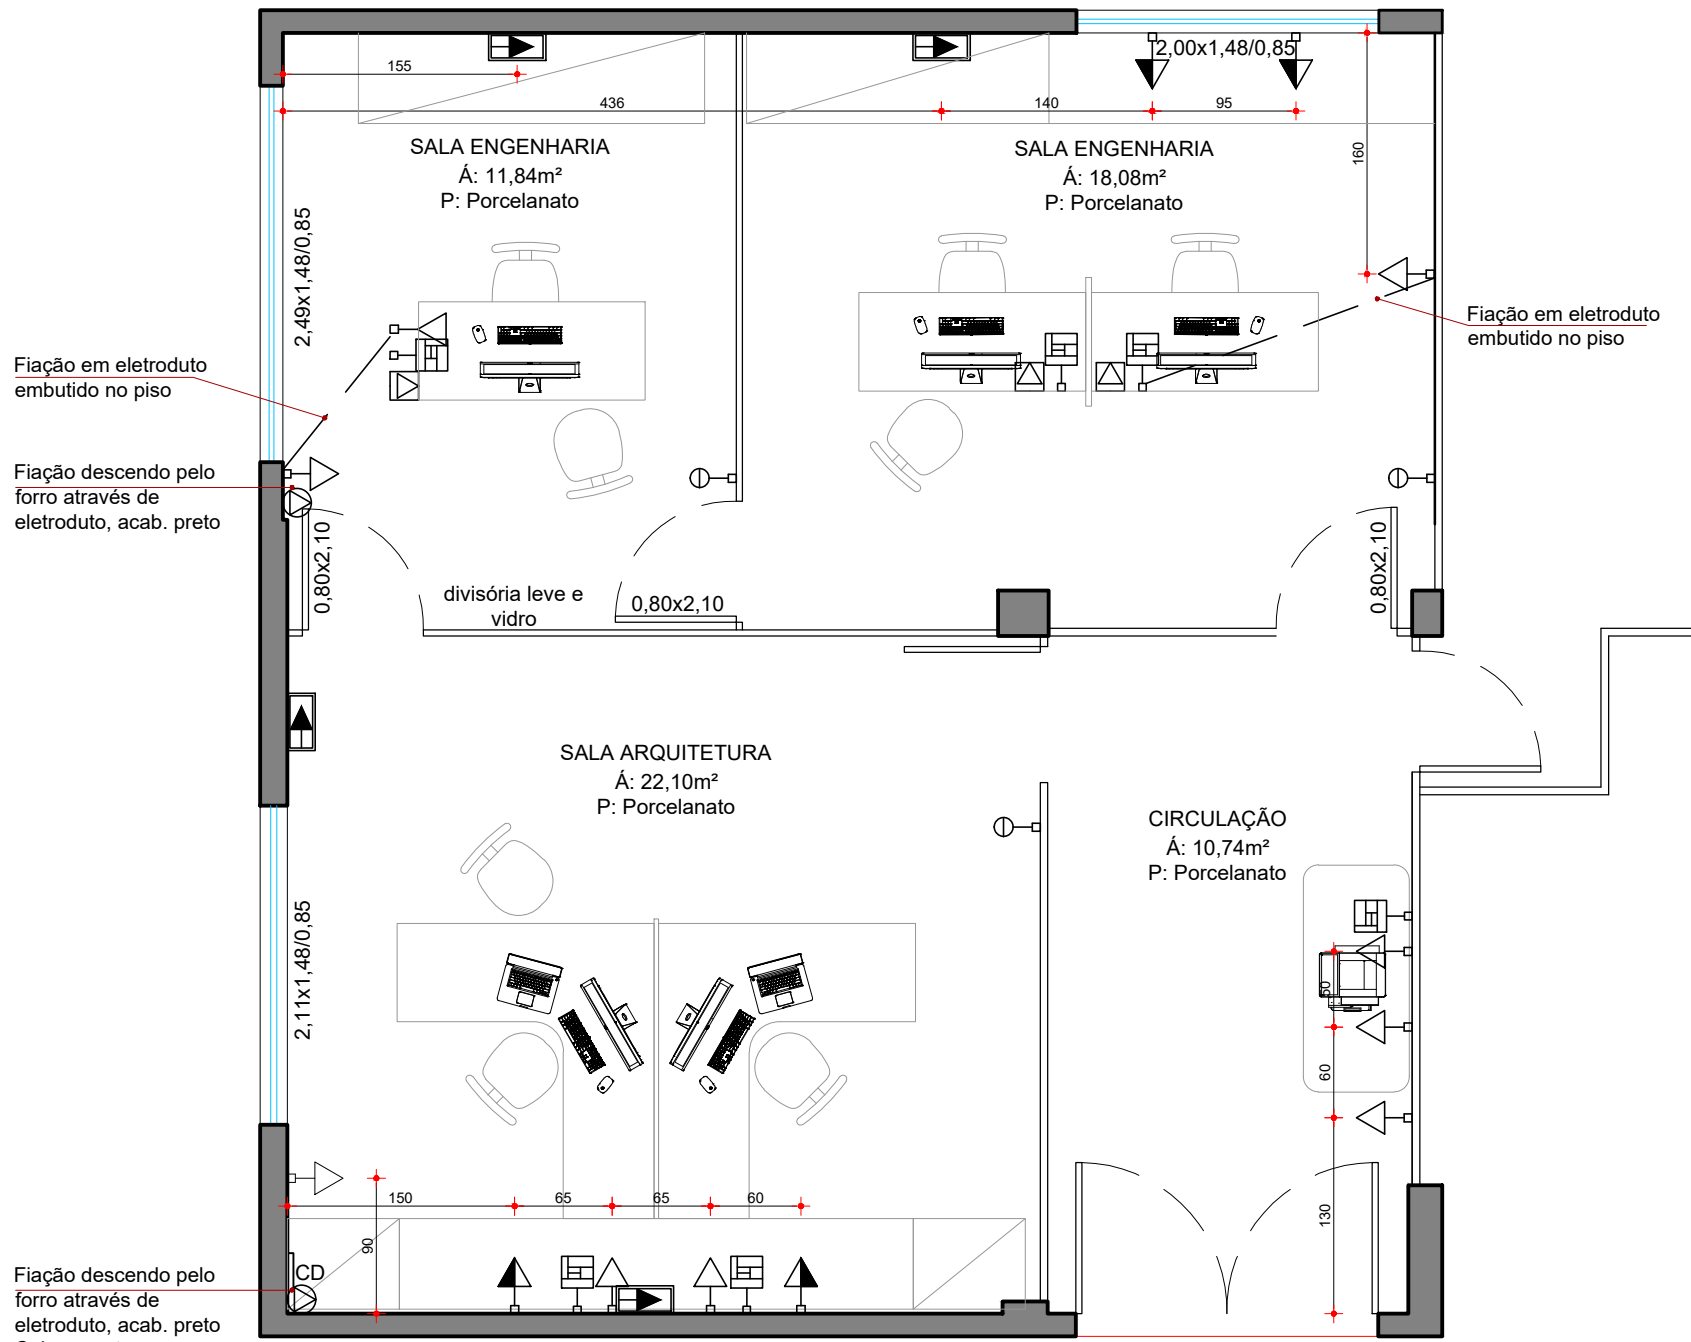 2,00x1,48/0,85
155
436
140
95
160
SALA ENGENHARIA
Á: 11,84m²
P: Porcelanato
SALA ENGENHARIA
Á: 18,08m²
P: Porcelanato
2,49x1,48/0,85
Fiação em eletroduto
embutido no piso
Fiação em eletroduto
embutido no piso
Fiação descendo pelo
forro através de
eletroduto, acab. preto
0,80x2,10
divisória leve e
vidro
0,80x2,10
0,80x2,10
SALA ARQUITETURA
Á: 22,10m²
P: Porcelanato
CIRCULAÇÃO
Á: 10,74m²
P: Porcelanato
2,11x1,48/0,85
50
60
130
150
65
65
60
90
CD
Fiação descendo pelo
forro através de
eletroduto, acab. preto